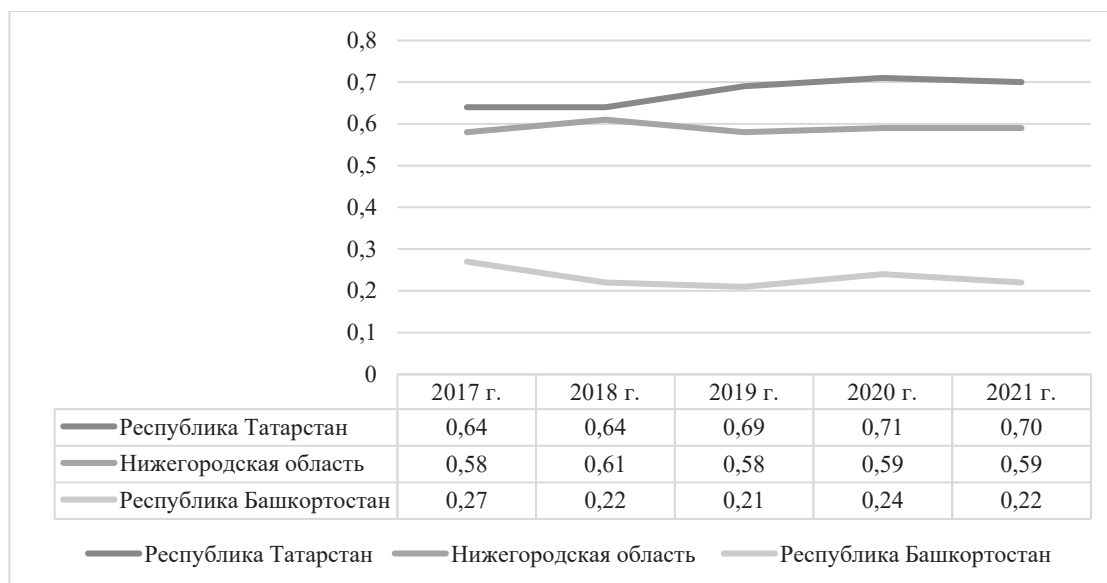 0,8
0,7
0,6
0,5
0,4
0,3
0,2
0,1
0
2017 г. 2018 г. 2019 г. 2020 г. 2021 г.
Республика Татарстан 0,64 0,64 0,69 0,71 0,70
Нижегородская область 0,58 0,61 0,58 0,59 0,59
Республика Башкортостан 0,27 0,22 0,21 0,24 0,22
Республика Татарстан Нижегородская область Республика Башкортостан